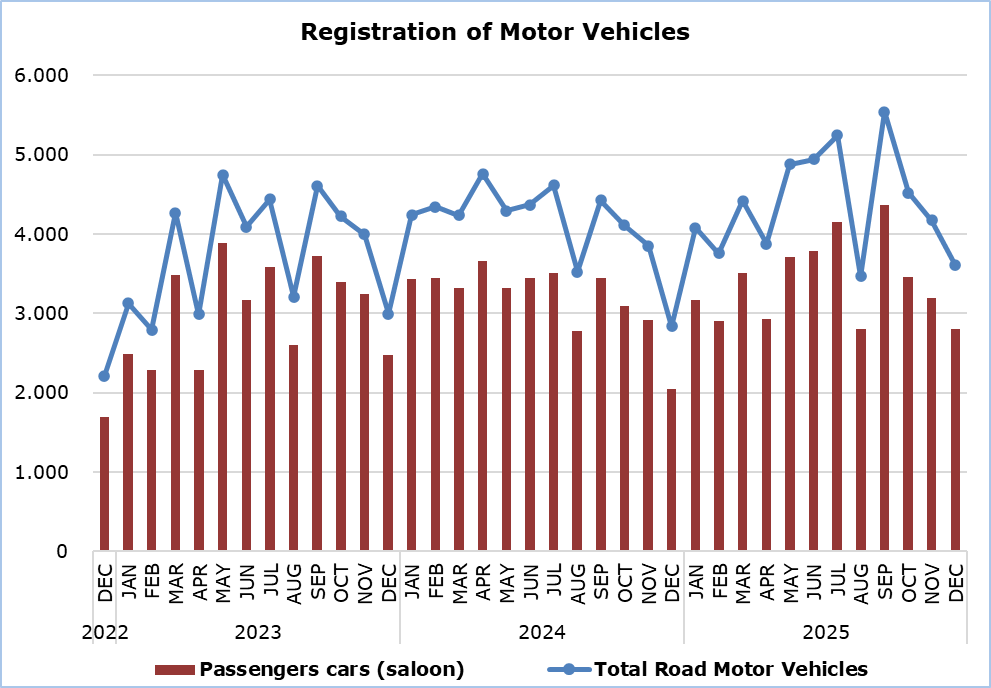 Registration of Motor Vehicles
6.000
5.000
4.000
3.000
2.000
1.000
0
DEC JAN FEB MAR APR MAY JUN JUL AUG SEP OCT NOV DEC JAN FEB MAR APR MAY JUN JUL AUG SEP OCT NOV DEC JAN FEB MAR APR MAY JUN JUL AUG SEP OCT NOV DEC
2022 2023 2024 2025
Passengers cars (saloon) Total Road Motor Vehicles